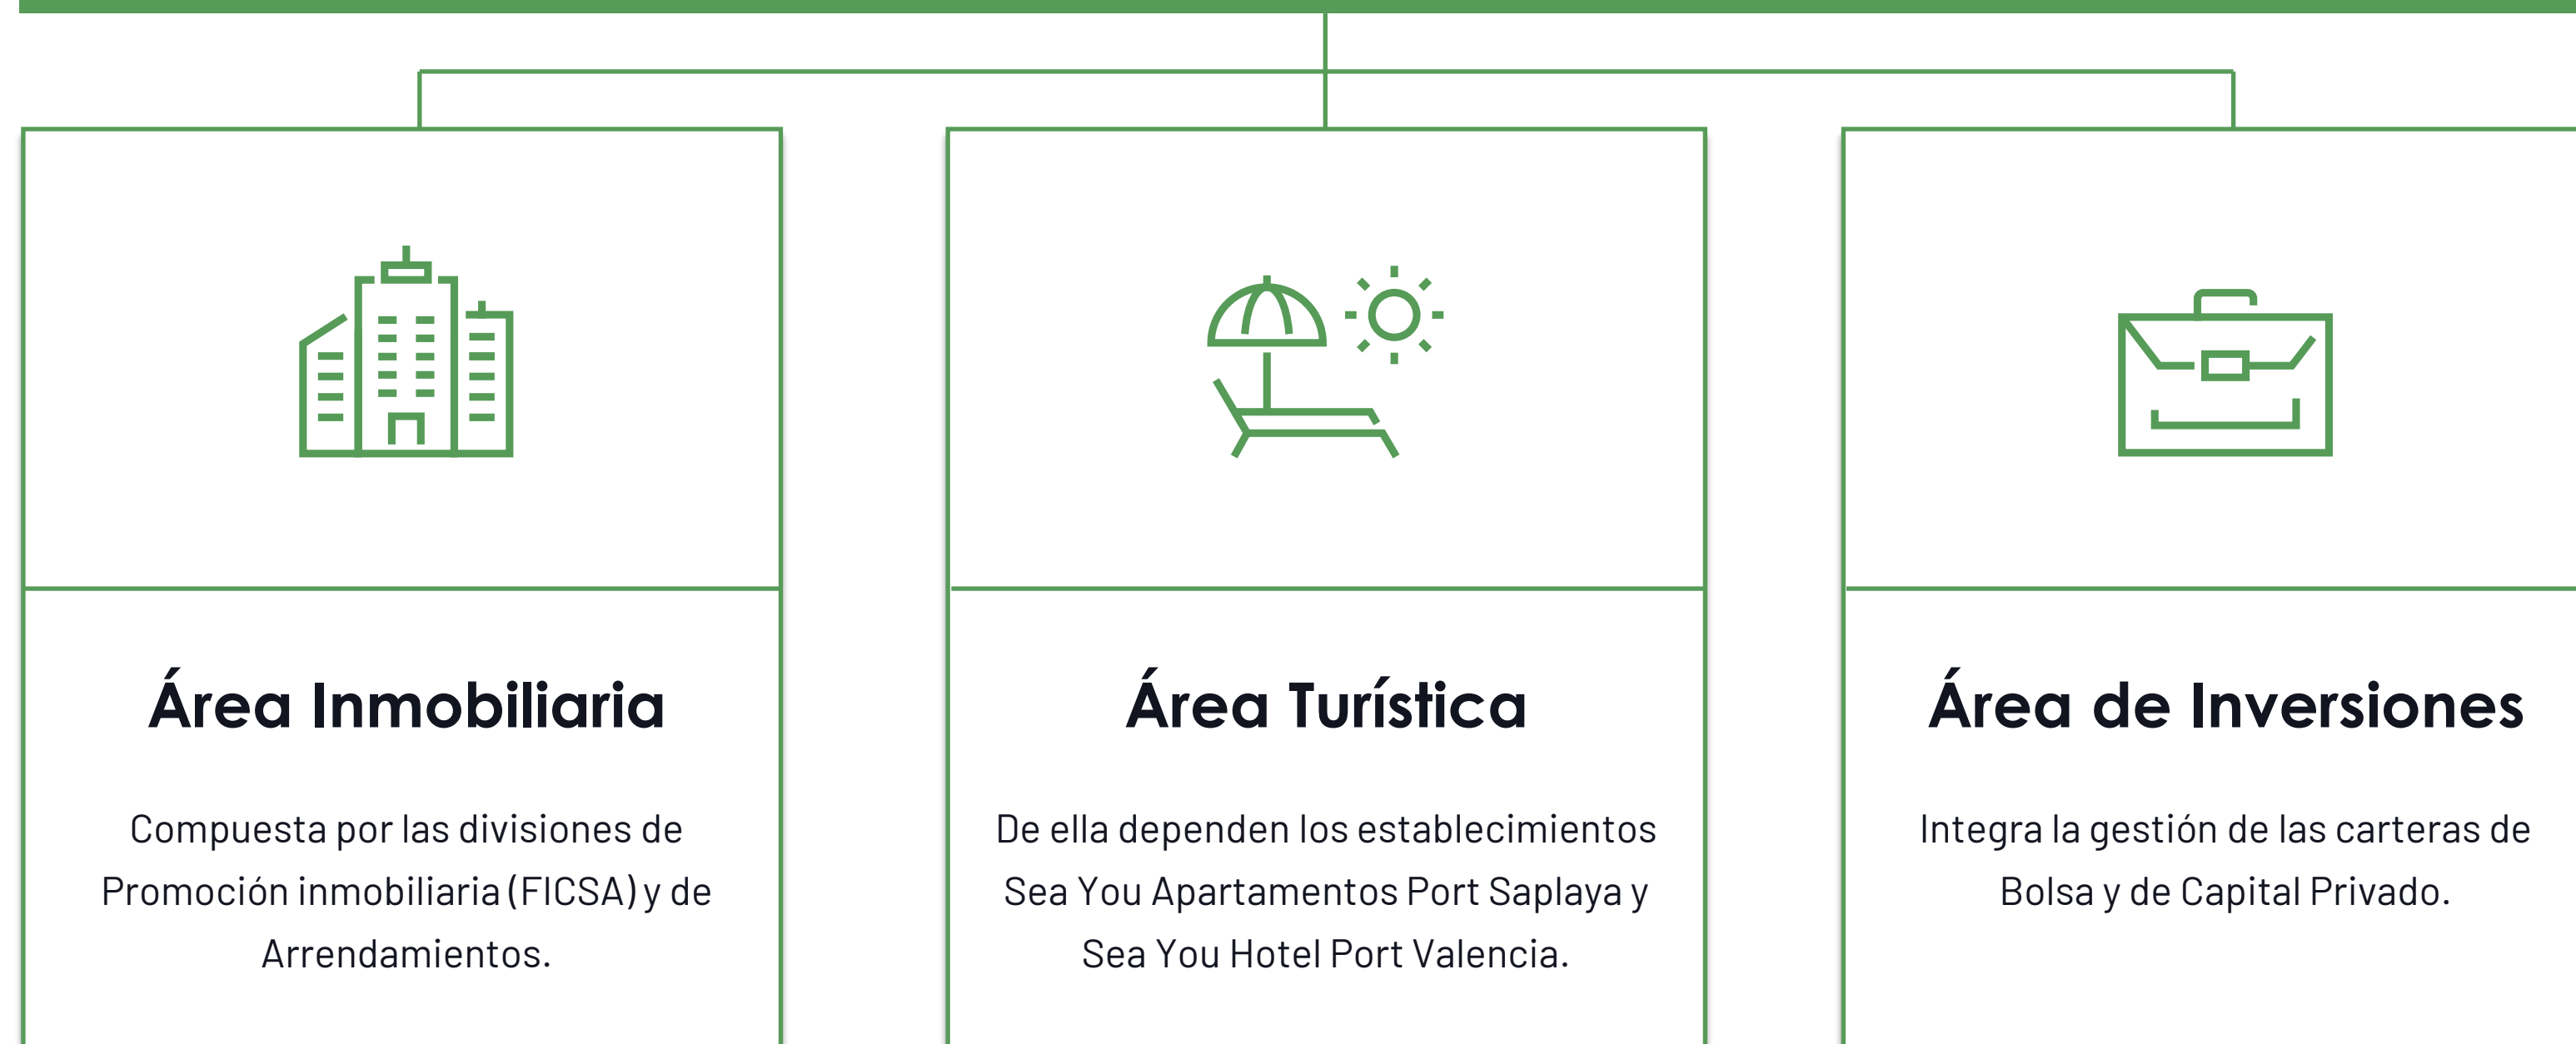 Área Inmobiliaria
Compuesta por las divisiones de
Promoción inmobiliaria (FICSA) y de
Arrendamientos.
Área Turística
De ella dependen los establecimientos
Sea You Apartamentos Port Saplaya y
Sea You Hotel Port Valencia.
Área de Inversiones
Integra la gestión de las carteras de
Bolsa y de Capital Privado.